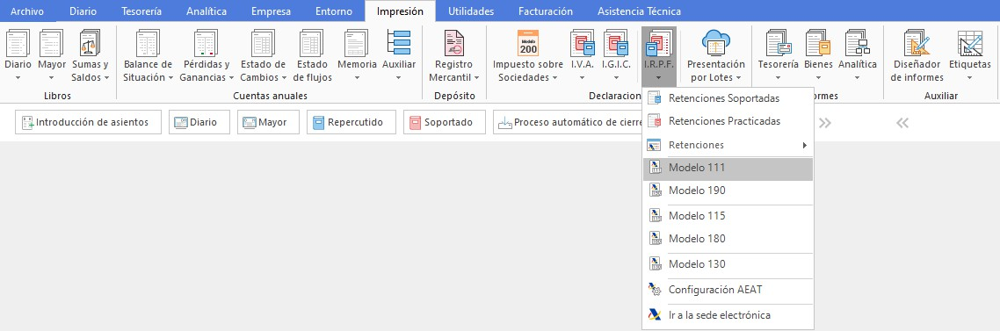 Archivo Diario Tesorería Analítica Empresa Entorno Impresión Utilidades Facturación Asistencia Técnica
Diario Mayor Sumas y Saldos
Libros
Balance de Situación Pérdidas y Ganancias Estado de Cambios Estado de flujos Memoria Auxiliar
Cuentas anuales
Registro Mercantil
Depósito
Modelo 200
Impuesto sobre Sociedades I.V.A. I.G.I.C. I.R.P.F. Presentación por Lotes
Declaracion
Tesorería Bienes Analítica
rmes
Diseñador de informes Etiquetas
Auxiliar
Introducción de asientos Diario Mayor Repercutido Soportado Proceso automático de cierre
Retenciones Soportadas
Retenciones Practicadas
Retenciones
Modelo 111
Modelo 190
Modelo 115
Modelo 180
Modelo 130
Configuración AEAT
Ir a la sede electrónica